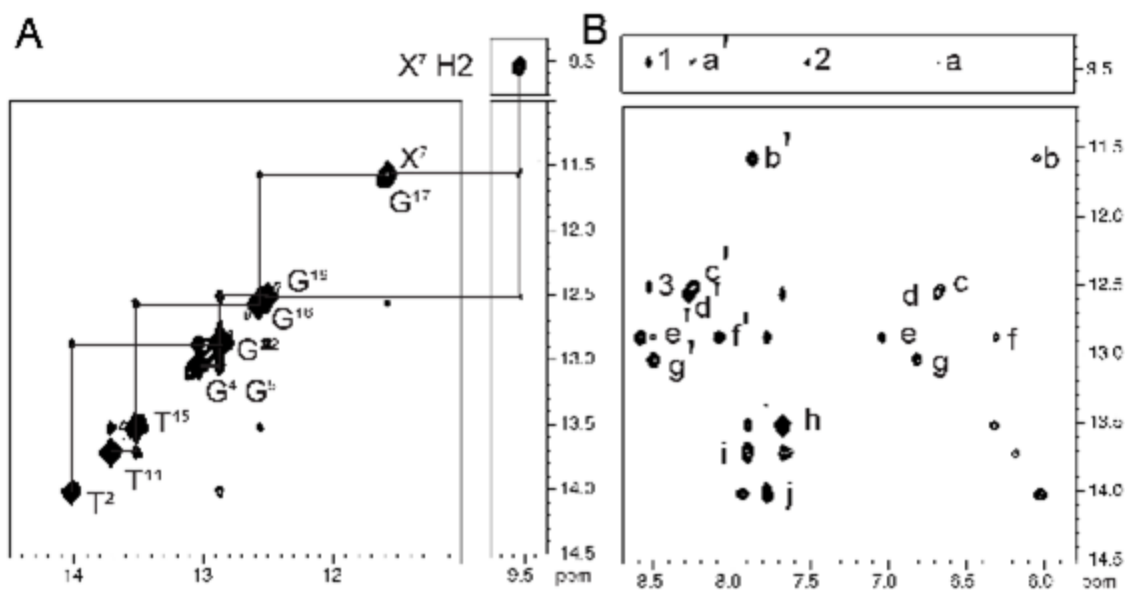 A
X⁷ H2
9.5
X⁷
G¹⁷
11.5
12.0
G¹⁹
12.5
G¹⁶
13.0
G⁴ G⁵
T¹⁵
13.5
T¹¹
T²
14.0
14.5
14 13 12 9.5 ppm
B
1 a' 2 a
9.5
b' b
11.5
12.0
3 c' c
12.5
d' d
e' e f' f
13.0
g' g
h
13.5
i
j
14.0
14.5
8.5 8.0 7.0 6.5 6.0 ppm